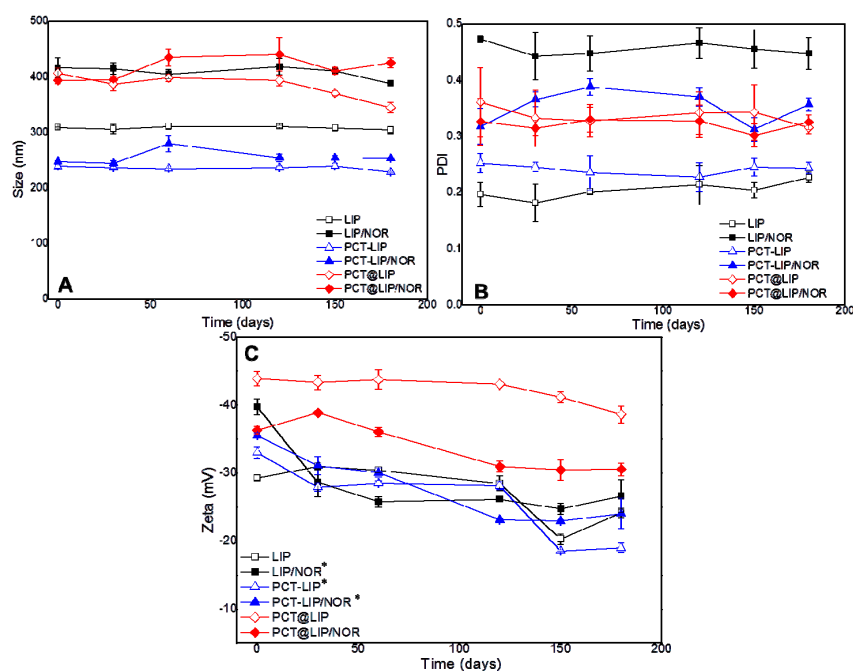 500
400
300
200
100
0
Size (nm)
LIP
LIP/NOR
PCT-LIP
PCT-LIP/NOR
PCT@LIP
PCT@LIP/NOR
A
0 50 100 150 200
Time (days)
0.5
0.4
0.3
0.2
0.1
0.0
PDI
LIP
LIP/NOR
PCT-LIP
PCT-LIP/NOR
PCT@LIP
PCT@LIP/NOR
B
0 50 100 150 200
Time (days)
-50
-40
-30
-20
-10
Zeta (mV)
C
LIP
LIP/NOR*
PCT-LIP*
PCT-LIP/NOR*
PCT@LIP
PCT@LIP/NOR
0 50 100 150 200
Time (days)